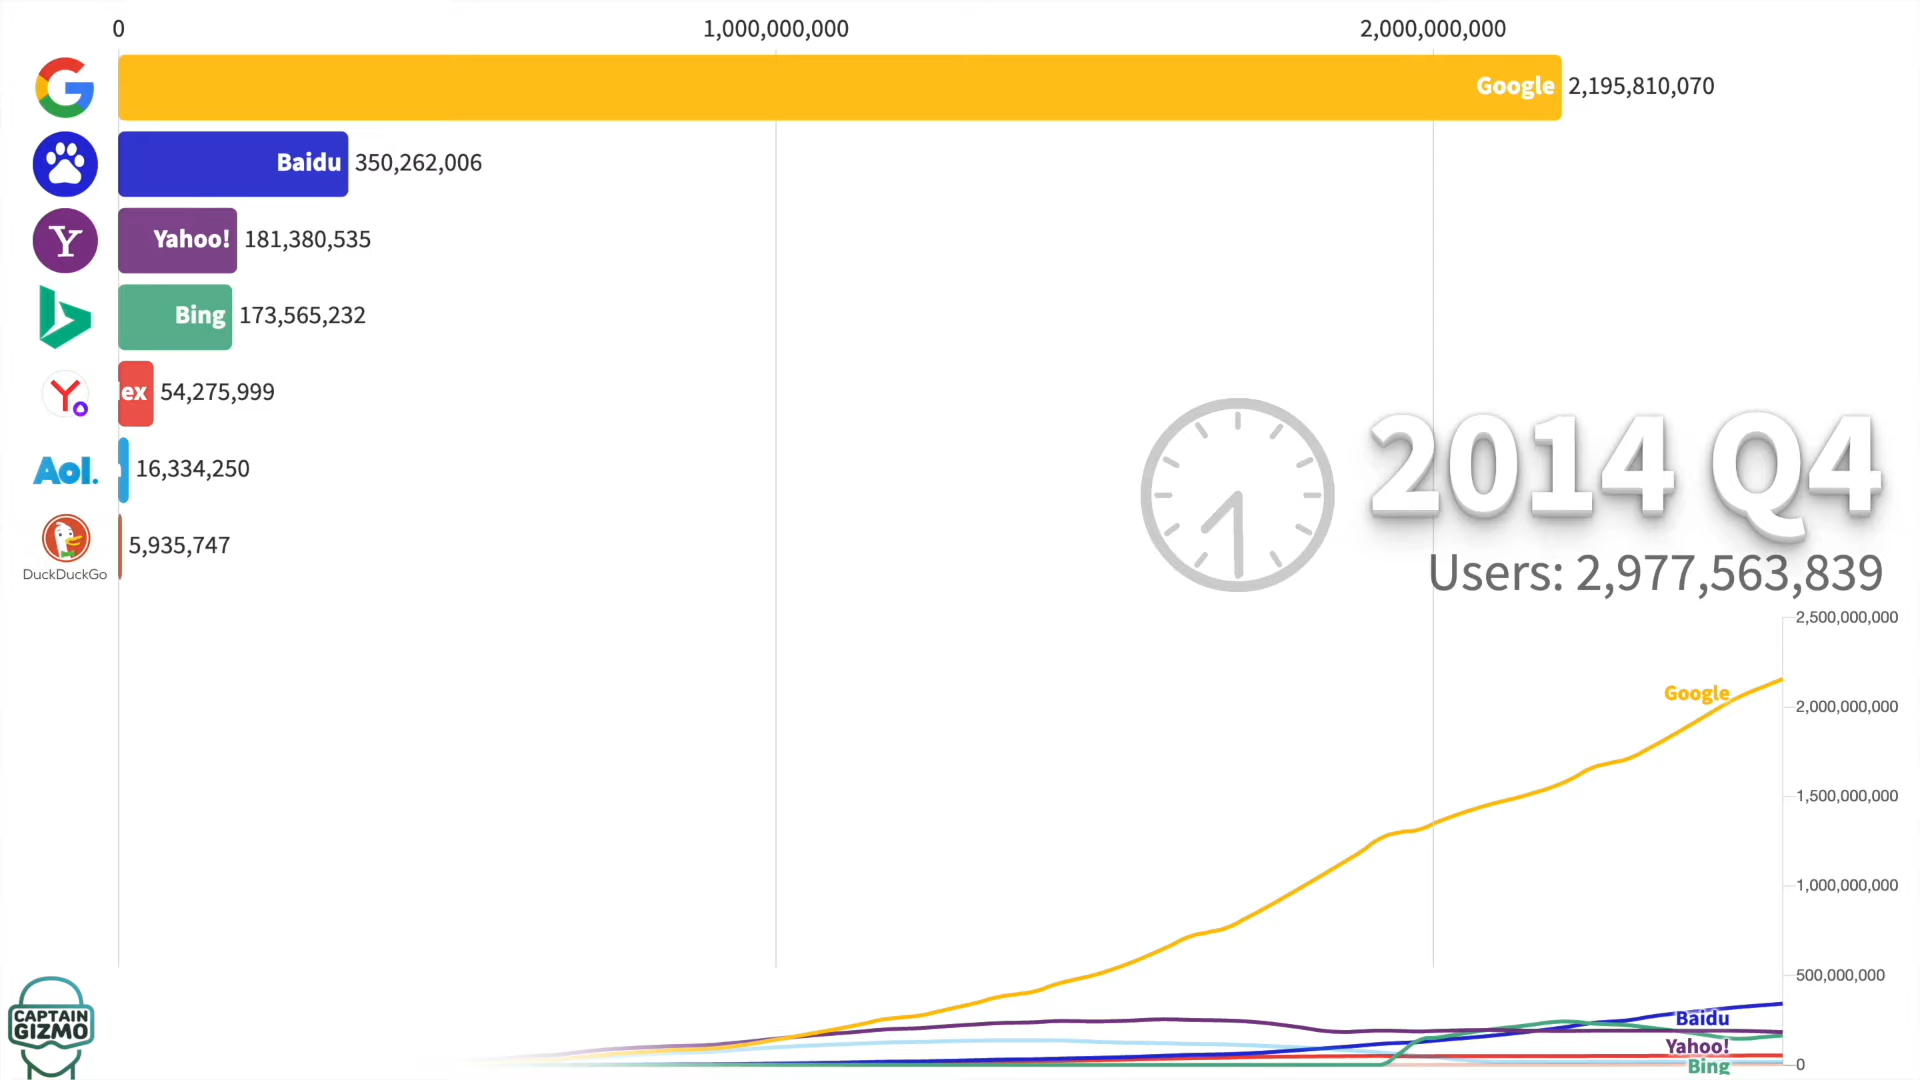 0 1,000,000,000 2,000,000,000
Google 2,195,810,070
Baidu 350,262,006
Yahoo! 181,380,535
Bing 173,565,232
ex 54,275,999
Aol. 16,334,250
5,935,747
DuckDuckGo
2014 Q4
Users: 2,977,563,839
2,500,000,000
Google
2,000,000,000
1,500,000,000
1,000,000,000
500,000,000
Baidu
Yahoo!
Bing
0
CAPTAIN
GIZMO